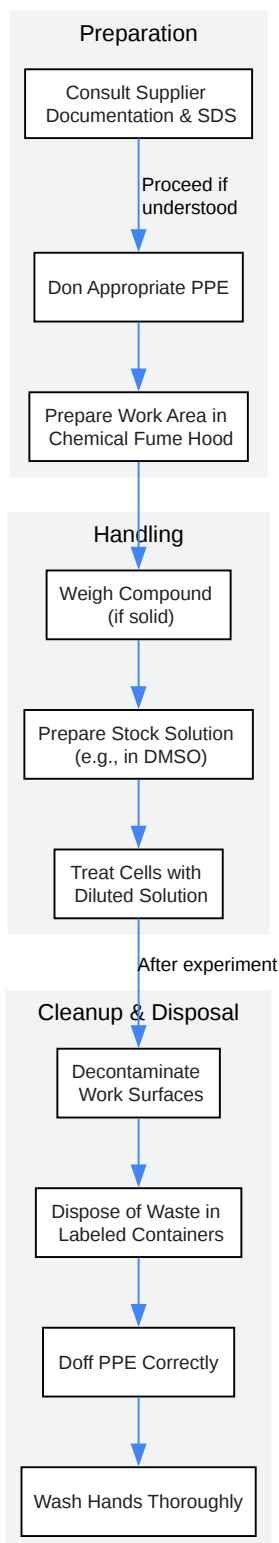 Preparation
Consult Supplier
Documentation & SDS
Proceed if
understood
Don Appropriate PPE
Prepare Work Area in
Chemical Fume Hood
Handling
Weigh Compound
(if solid)
Prepare Stock Solution
(e.g., in DMSO)
Treat Cells with
Diluted Solution
After experiment
Cleanup & Disposal
Decontaminate
Work Surfaces
Dispose of Waste in
Labeled Containers
Doff PPE Correctly
Wash Hands Thoroughly